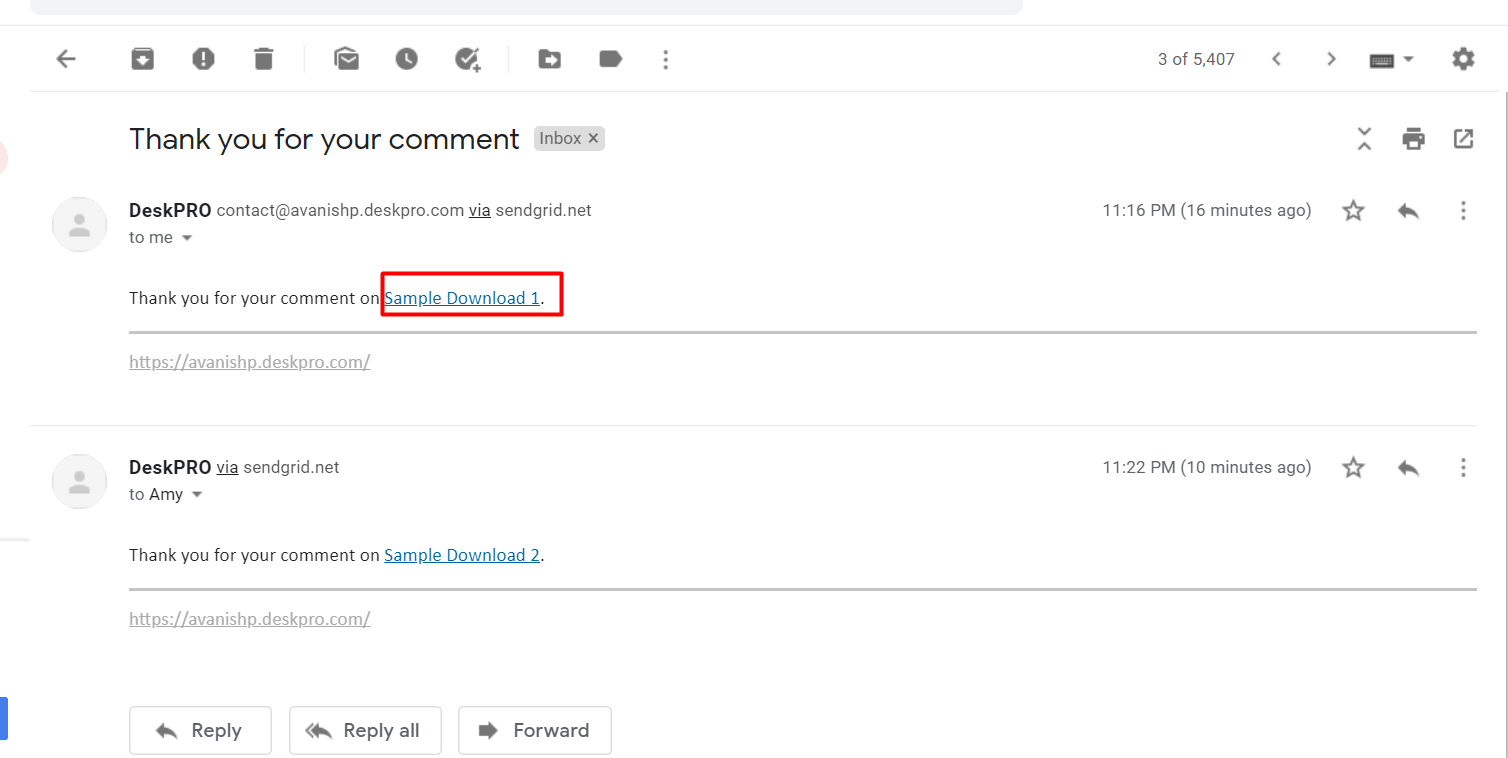 3 of 5,407
Thank you for your comment Inbox ×
DeskPRO contact@avanishp.deskpro.com via sendgrid.net 11:16 PM (16 minutes ago)
to me
Thank you for your comment on Sample Download 1.
https://avanishp.deskpro.com/
DeskPRO via sendgrid.net 11:22 PM (10 minutes ago)
to Amy
Thank you for your comment on Sample Download 2.
https://avanishp.deskpro.com/
Reply Reply all Forward